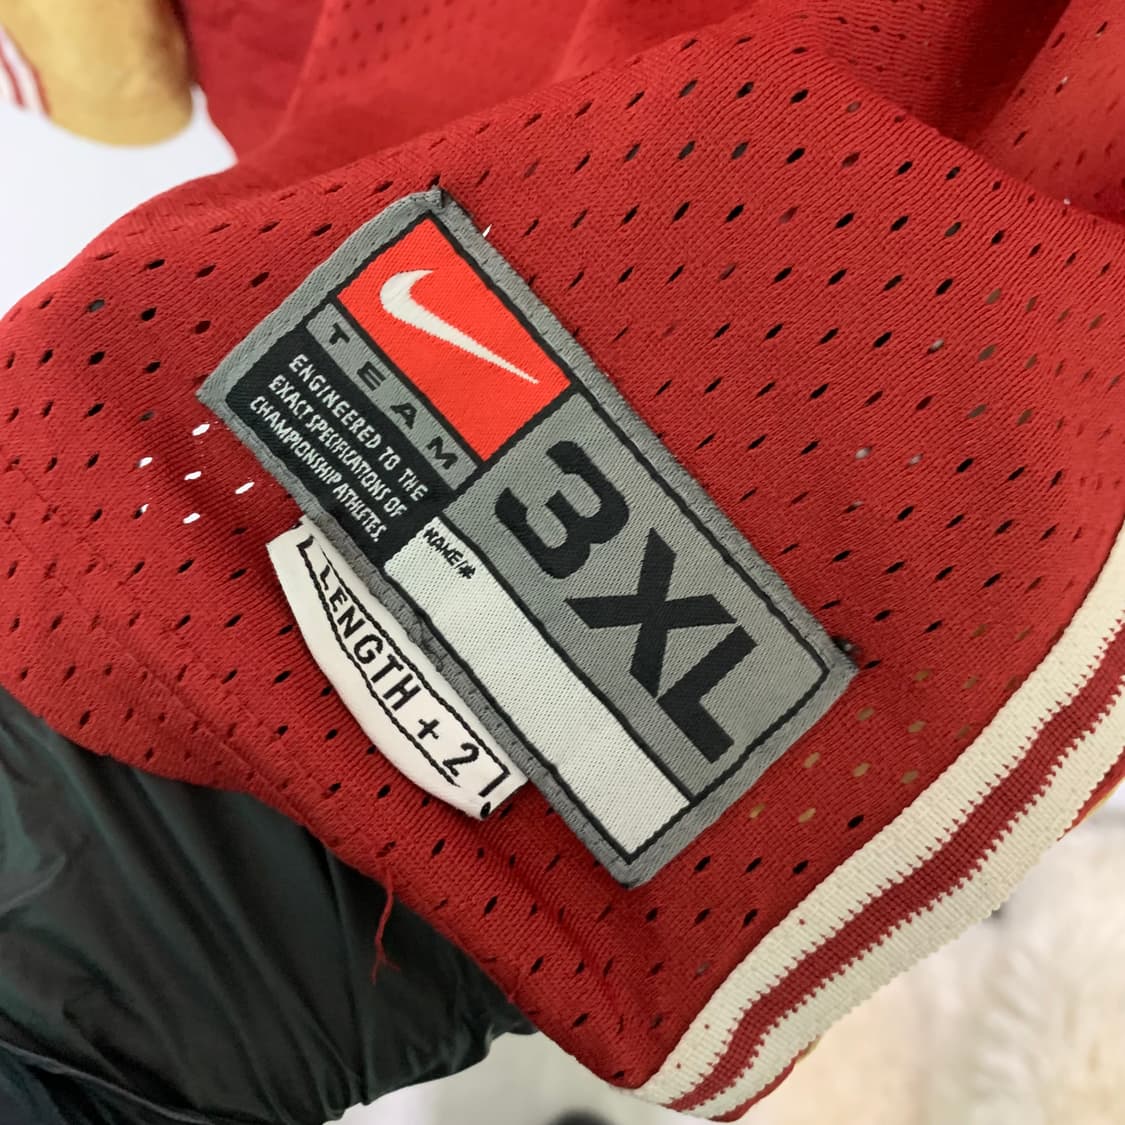 TEAM
ENGINEERED TO THE
EXACT SPECIFICATIONS OF
CHAMPIONSHIP ATHLETES.
3XL
NAME/#
LENGTH + 2